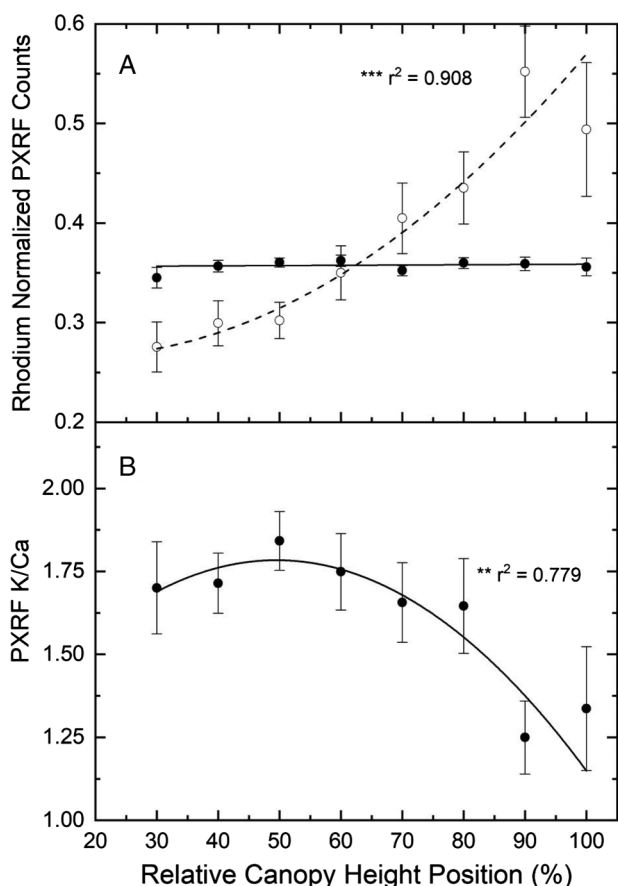 A
*** r² = 0.908
Rhodium Normalized PXRF Counts
0.6
0.5
0.4
0.3
0.2
B
** r² = 0.779
PXRF K/Ca
2.00
1.75
1.50
1.25
1.00
20 30 40 50 60 70 80 90 100
Relative Canopy Height Position (%)